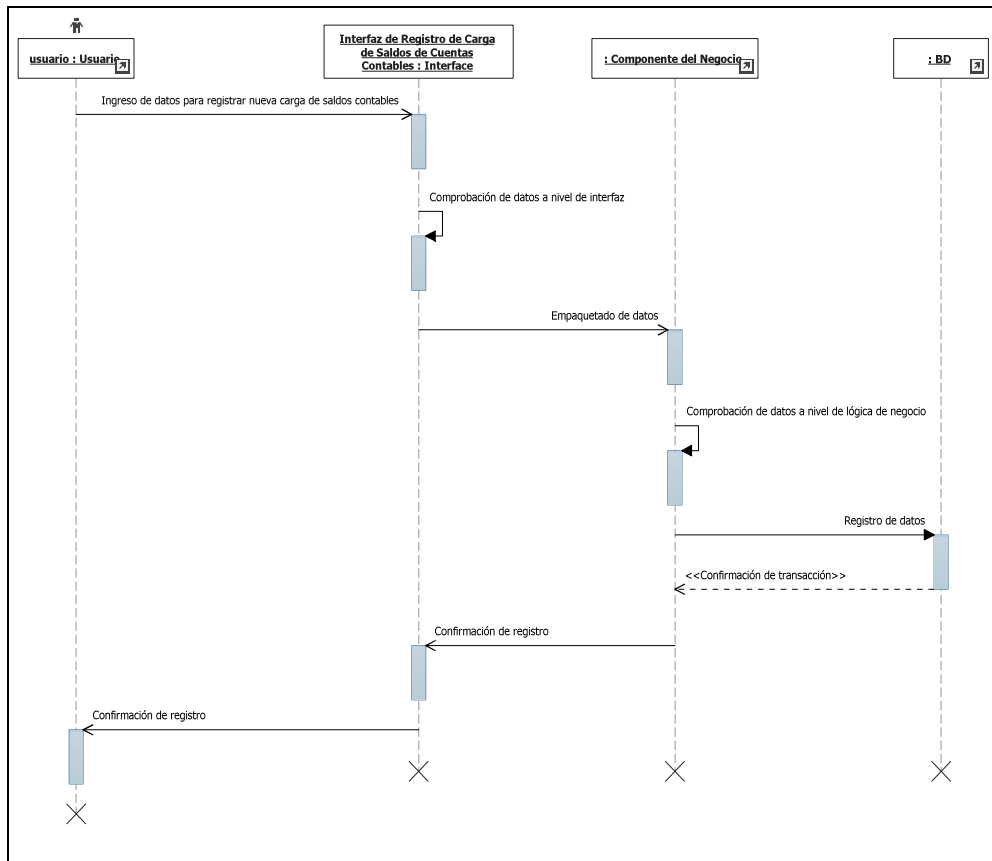 usuario : Usuario
Interfaz de Registro de Carga
de Saldos de Cuentas
Contables : Interface
: Componente del Negocio
: BD
Ingreso de datos para registrar nueva carga de saldos contables
Comprobación de datos a nivel de interfaz
Empaquetado de datos
Comprobación de datos a nivel de lógica de negocio
Registro de datos
<<Confirmación de transacción>>
Confirmación de registro
Confirmación de registro